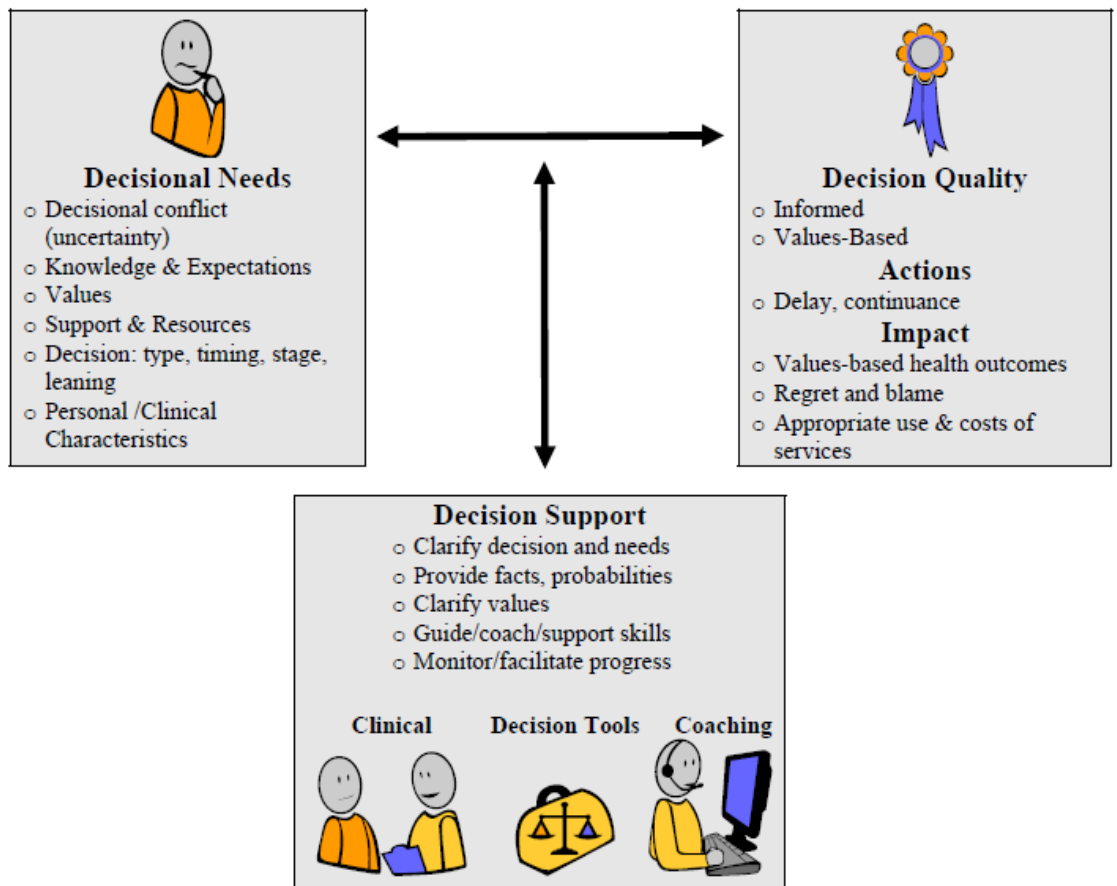 Decisional Needs
o Decisional conflict
(uncertainty)
o Knowledge & Expectations
o Values
o Support & Resources
o Decision: type, timing, stage,
leaning
o Personal /Clinical
Characteristics
Decision Quality
o Informed
o Values-Based
Actions
o Delay, continuance
Impact
o Values-based health outcomes
o Regret and blame
o Appropriate use & costs of
services
Decision Support
o Clarify decision and needs
o Provide facts, probabilities
o Clarify values
o Guide/coach/support skills
o Monitor/facilitate progress
Clinical Decision Tools Coaching